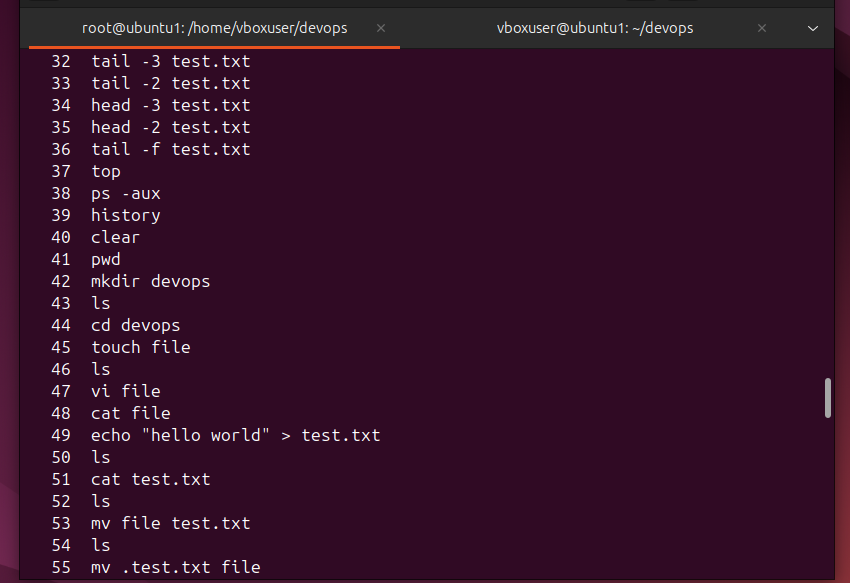 root@ubuntu1: /home/vboxuser/devops
vboxuser@ubuntu1: ~/devops
32 tail -3 test.txt
33 tail -2 test.txt
34 head -3 test.txt
35 head -2 test.txt
36 tail -f test.txt
37 top
38 ps -aux
39 history
40 clear
41 pwd
42 mkdir devops
43 ls
44 cd devops
45 touch file
46 ls
47 vi file
48 cat file
49 echo "hello world" > test.txt
50 ls
51 cat test.txt
52 ls
53 mv file test.txt
54 ls
55 mv .test.txt file